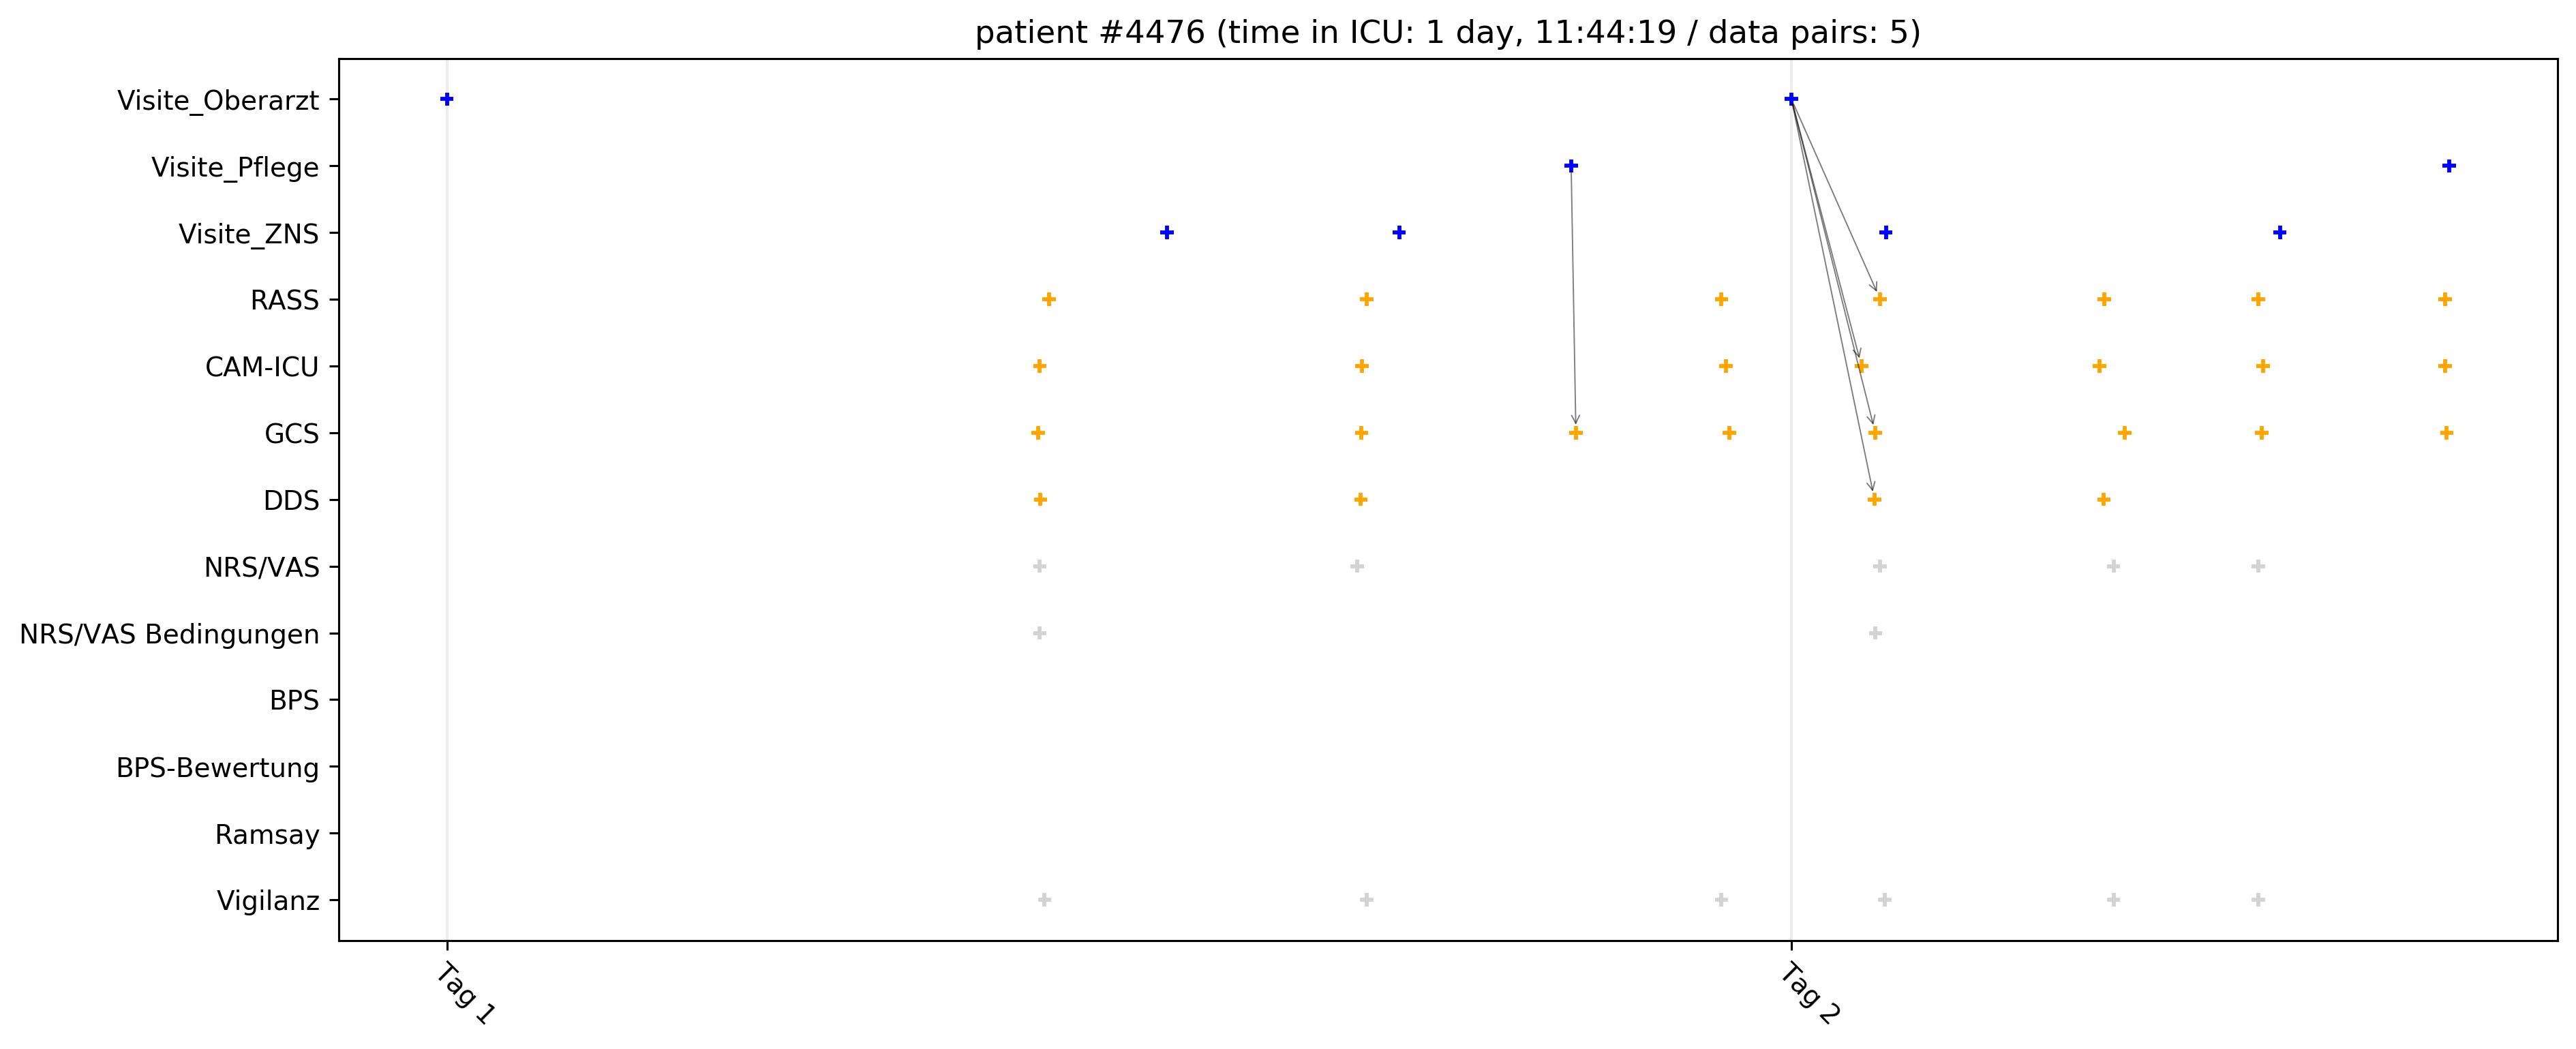 patient #4476 (time in ICU: 1 day, 11:44:19 / data pairs: 5)
Visite_Oberarzt
Visite_Pflege
Visite_ZNS
RASS
CAM-ICU
GCS
DDS
NRS/VAS
NRS/VAS Bedingungen
BPS
BPS-Bewertung
Ramsay
Vigilanz
Tag 1
Tag 2